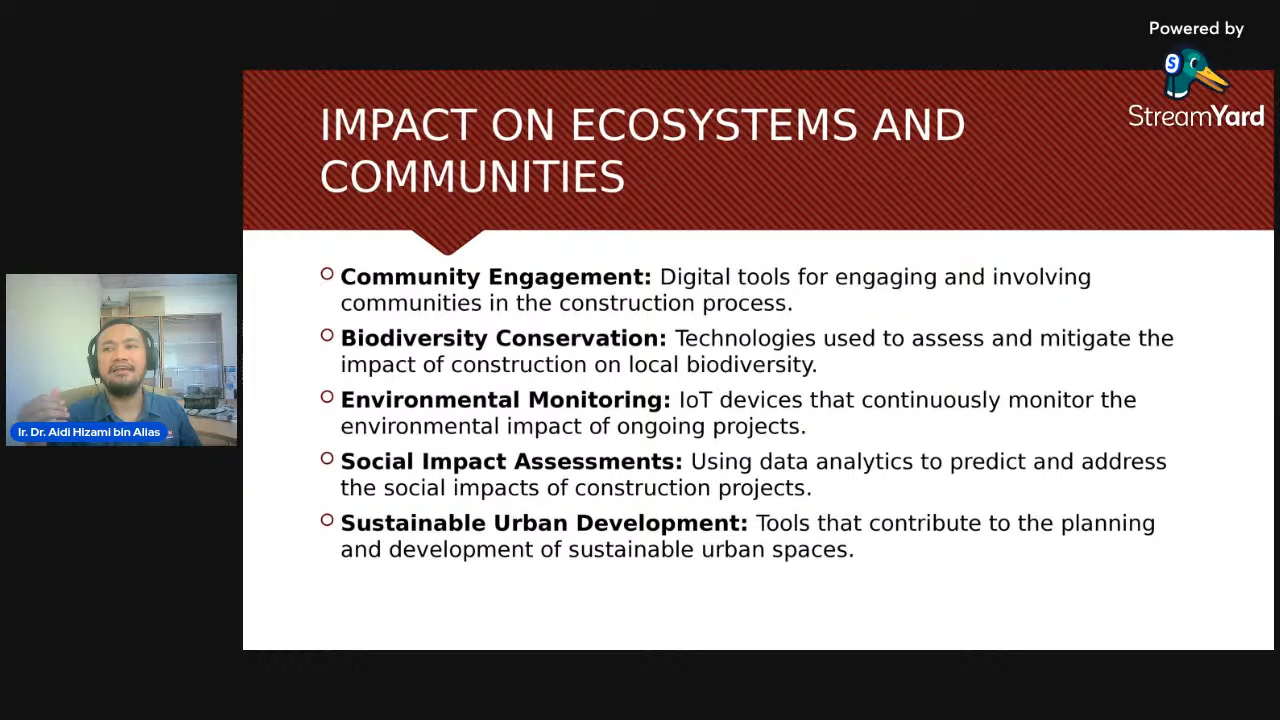 Powered by
StreamYard
IMPACT ON ECOSYSTEMS AND
COMMUNITIES
Community Engagement: Digital tools for engaging and involving
communities in the construction process.
Biodiversity Conservation: Technologies used to assess and mitigate the
impact of construction on local biodiversity.
Environmental Monitoring: IoT devices that continuously monitor the
environmental impact of ongoing projects.
Social Impact Assessments: Using data analytics to predict and address
the social impacts of construction projects.
Sustainable Urban Development: Tools that contribute to the planning
and development of sustainable urban spaces.
Ir. Dr. Aidi Hizami bin Alias